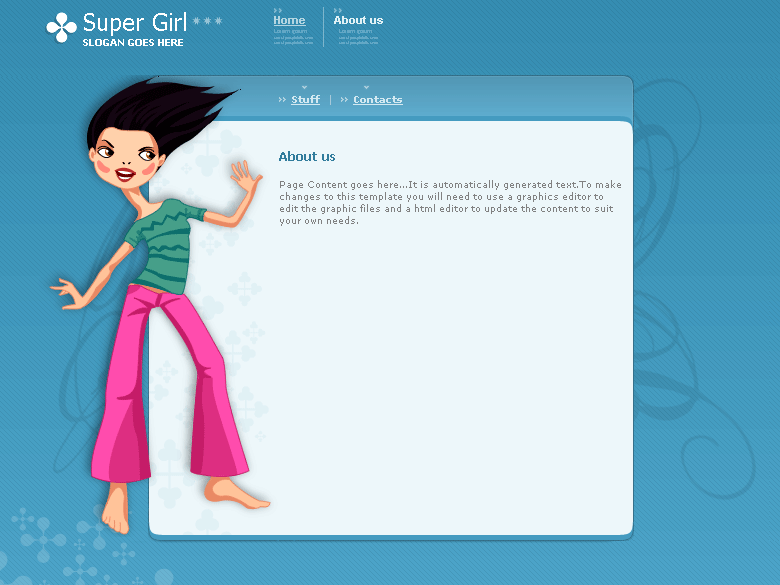 Super Girl
SLOGAN GOES HERE
Home
About us
Lorem ipsum
Lorem ipsum
Stuff | Contacts
About us
Page Content goes here...It is automatically generated text.To make
changes to this template you will need to use a graphics editor to
edit the graphic files and a html editor to update the content to suit
your own needs.